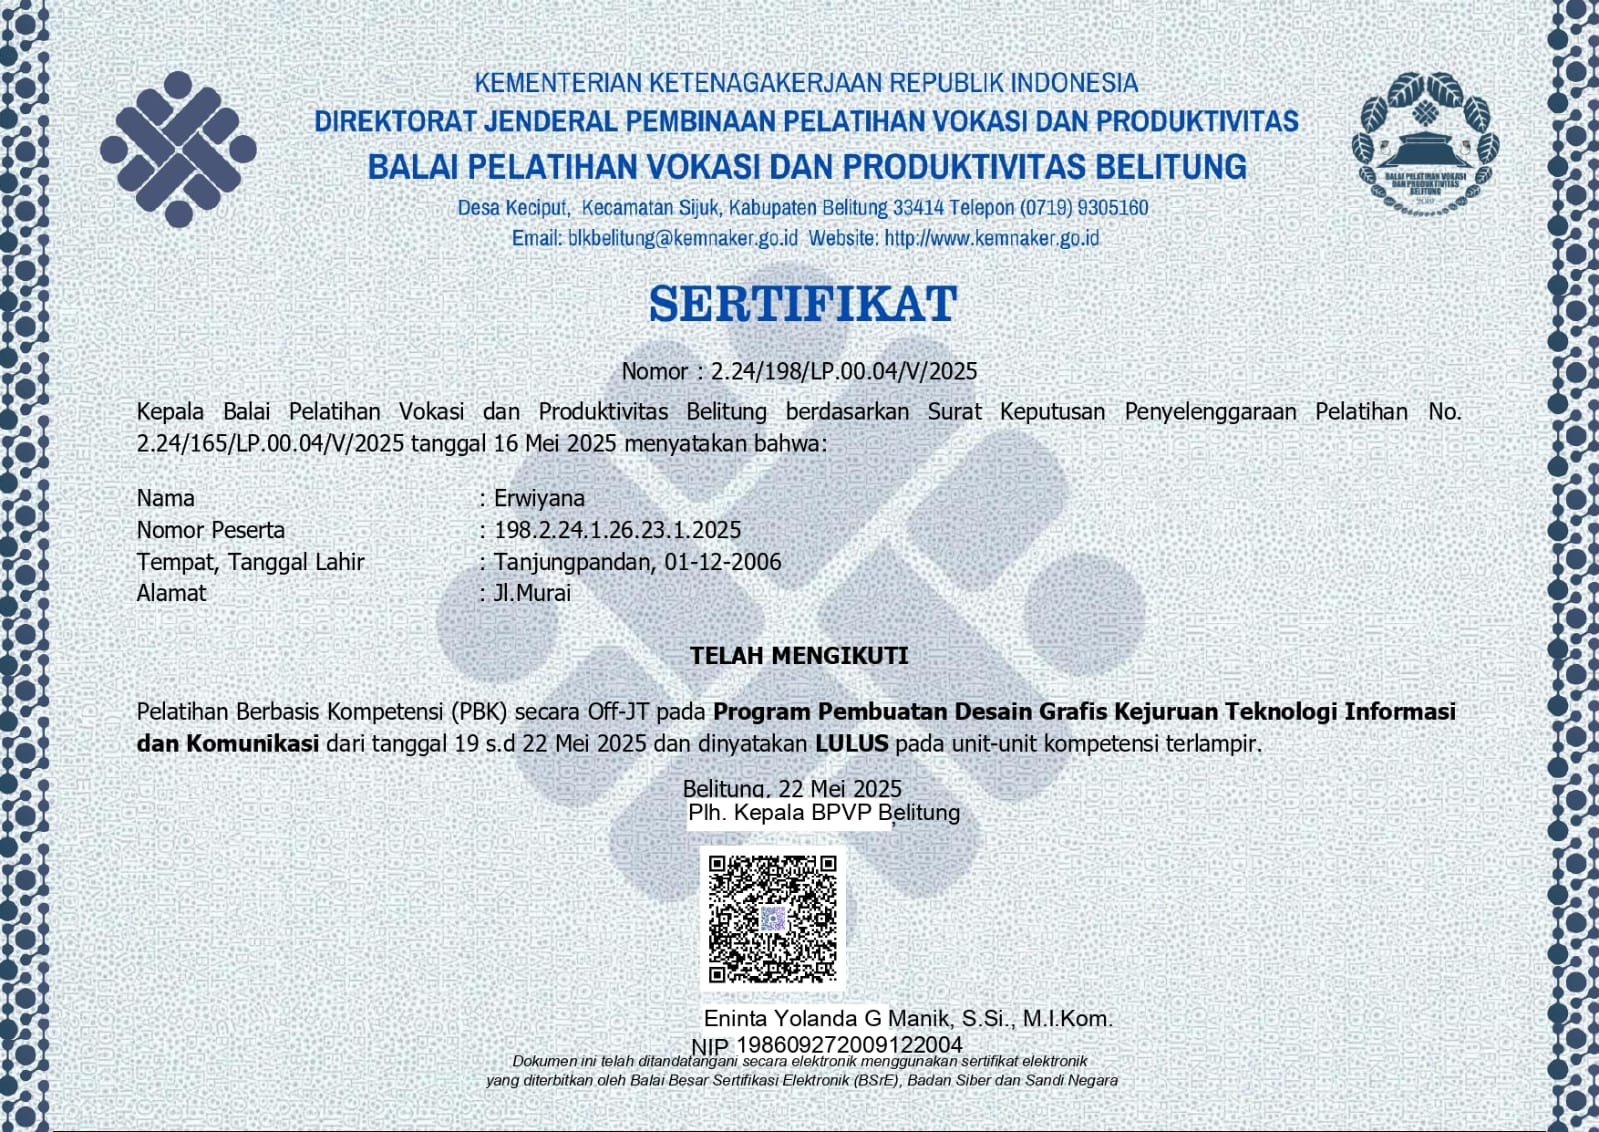 KEMENTERIAN KETENAGAKERJAAN REPUBLIK INDONESIA
DIREKTORAT JENDERAL PEMBINAAN PELATIHAN VOKASI DAN PRODUKTIVITAS
BALAI PELATIHAN VOKASI DAN PRODUKTIVITAS BELITUNG
Desa Keciput, Kecamatan Sijuk, Kabupaten Belitung 33414 Telepon (0719) 9305160
Email: blkbelitung@kemnaker.go.id Website: http://www.kemnaker.go.id
BALAI PELATIHAN VOKASI
DAN PRODUKTIVITAS
BELITUNG
SERTIFIKAT
Nomor : 2.24/198/LP.00.04/V/2025
Kepala Balai Pelatihan Vokasi dan Produktivitas Belitung berdasarkan Surat Keputusan Penyelenggaraan Pelatihan No.
2.24/165/LP.00.04/V/2025 tanggal 16 Mei 2025 menyatakan bahwa:
Nama : Erwiyana
Nomor Peserta : 198.2.24.1.26.23.1.2025
Tempat, Tanggal Lahir : Tanjungpandan, 01-12-2006
Alamat : Jl.Murai
TELAH MENGIKUTI
Pelatihan Berbasis Kompetensi (PBK) secara Off-JT pada Program Pembuatan Desain Grafis Kejuruan Teknologi Informasi
dan Komunikasi dari tanggal 19 s.d 22 Mei 2025 dan dinyatakan LULUS pada unit-unit kompetensi terlampir.
Belitung, 22 Mei 2025
Plh. Kepala BPVP Belitung
Eninta Yolanda G Manik, S.Si., M.I.Kom.
NIP 198609272009122004
Dokumen ini telah ditandatangani secara elektronik menggunakan sertifikat elektronik
yang diterbitkan oleh Balai Besar Sertifikasi Elektronik (BSrE), Badan Siber dan Sandi Negara